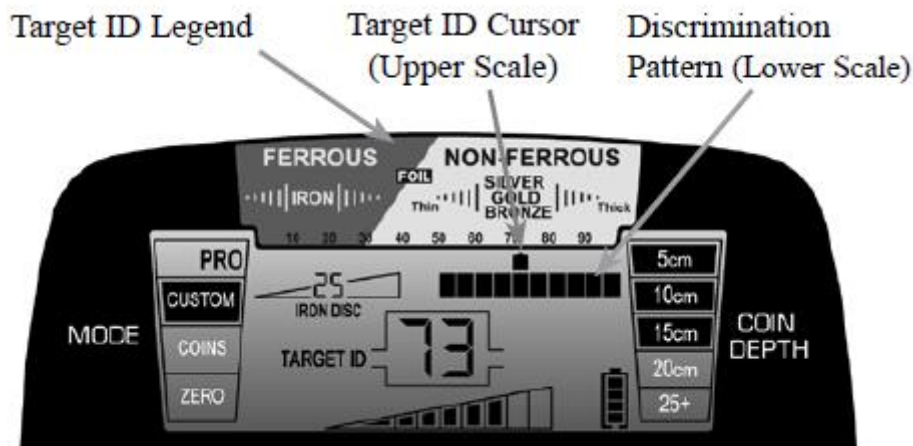 Target ID Legend
Target ID Cursor
(Upper Scale)
Discrimination
Pattern (Lower Scale)
FERROUS
NON-FERROUS
FOIL
IRON
Thin
SILVER
GOLD
BRONZE
Thick
10 20 30 40 50 60 70 80 90
MODE
PRO
CUSTOM
COINS
ZERO
25
IRON DISC
TARGET ID
73
5cm
10cm
15cm
20cm
25+
COIN
DEPTH